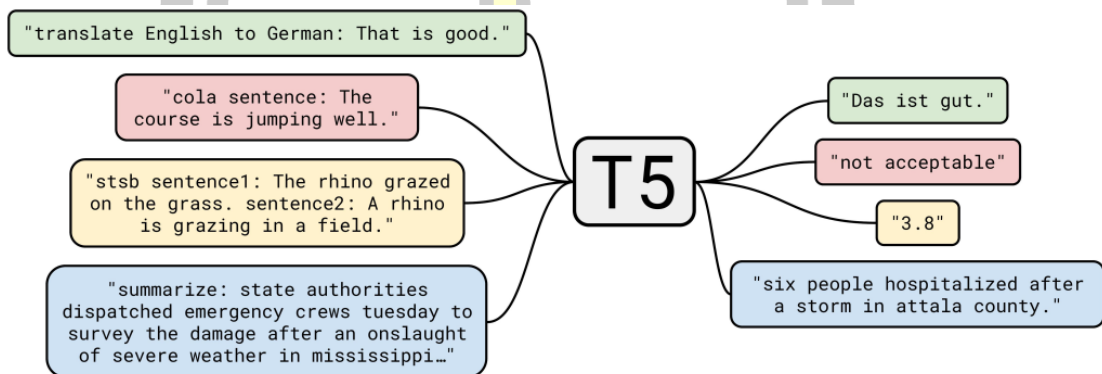 "translate English to German: That is good."
"cola sentence: The
course is jumping well."
"stsb sentence1: The rhino grazed
on the grass. sentence2: A rhino
is grazing in a field."
"summarize: state authorities
dispatched emergency crews tuesday to
survey the damage after an onslaught
of severe weather in mississippi…"
T5
"Das ist gut."
"not acceptable"
"3.8"
"six people hospitalized after
a storm in attala county."